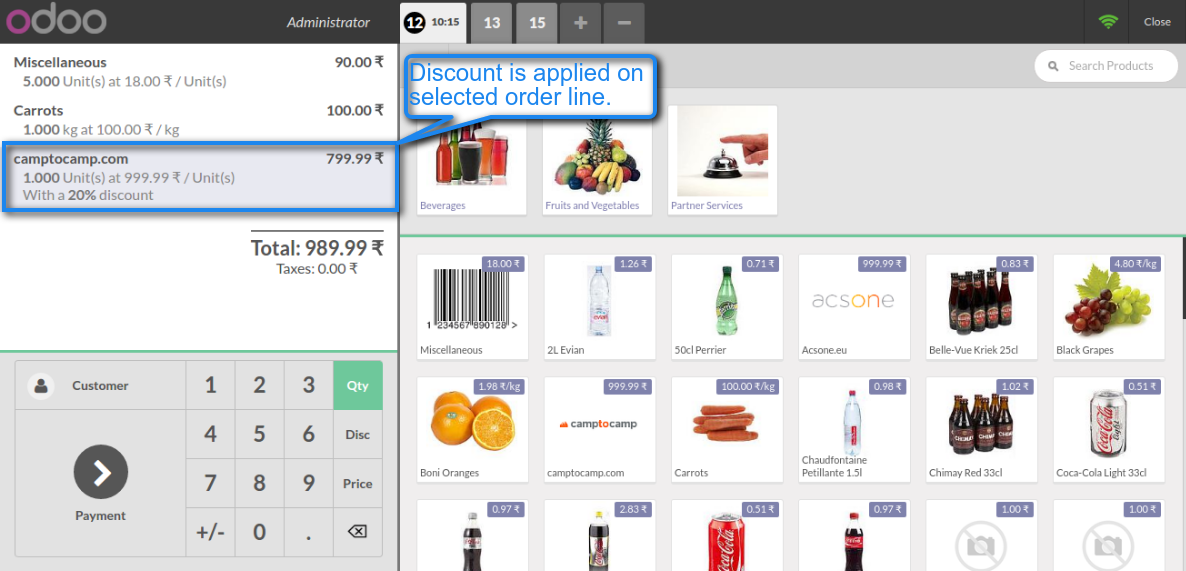 odoo
Administrator
12 10:15
13
15
+
−
Close
Miscellaneous 90.00 ₹
5.000 Unit(s) at 18.00 ₹ / Unit(s)
Carrots 100.00 ₹
1.000 kg at 100.00 ₹ / kg
camptocamp.com 799.99 ₹
1.000 Unit(s) at 999.99 ₹ / Unit(s)
With a 20% discount
Total: 989.99 ₹
Taxes: 0.00 ₹
Customer
Payment
1 2 3 Qty
4 5 6 Disc
7 8 9 Price
+/- 0 .
Search Products
Discount is applied on
selected order line.
Beverages
Fruits and Vegetables
Partner Services
18.00 ₹
1 234567 890128 >
Miscellaneous
1.26 ₹
evian
2L Evian
0.71 ₹
50cl Perrier
999.99 ₹
acsone
Acsone.eu
0.83 ₹
Belle-Vue Kriek 25cl
4.80 ₹/kg
Black Grapes
1.98 ₹/kg
Boni Oranges
999.99 ₹
camptocamp
camptocamp.com
100.00 ₹/kg
Carrots
0.98 ₹
Chaudfontaine
Petillante 1.5l
1.02 ₹
CHIMAY
Chimay Red 33cl
0.51 ₹
Coca-Cola
light
Coca-Cola Light 33cl
0.97 ₹
2.83 ₹
0.51 ₹
Coca-Cola
0.97 ₹
1.00 ₹
1.00 ₹